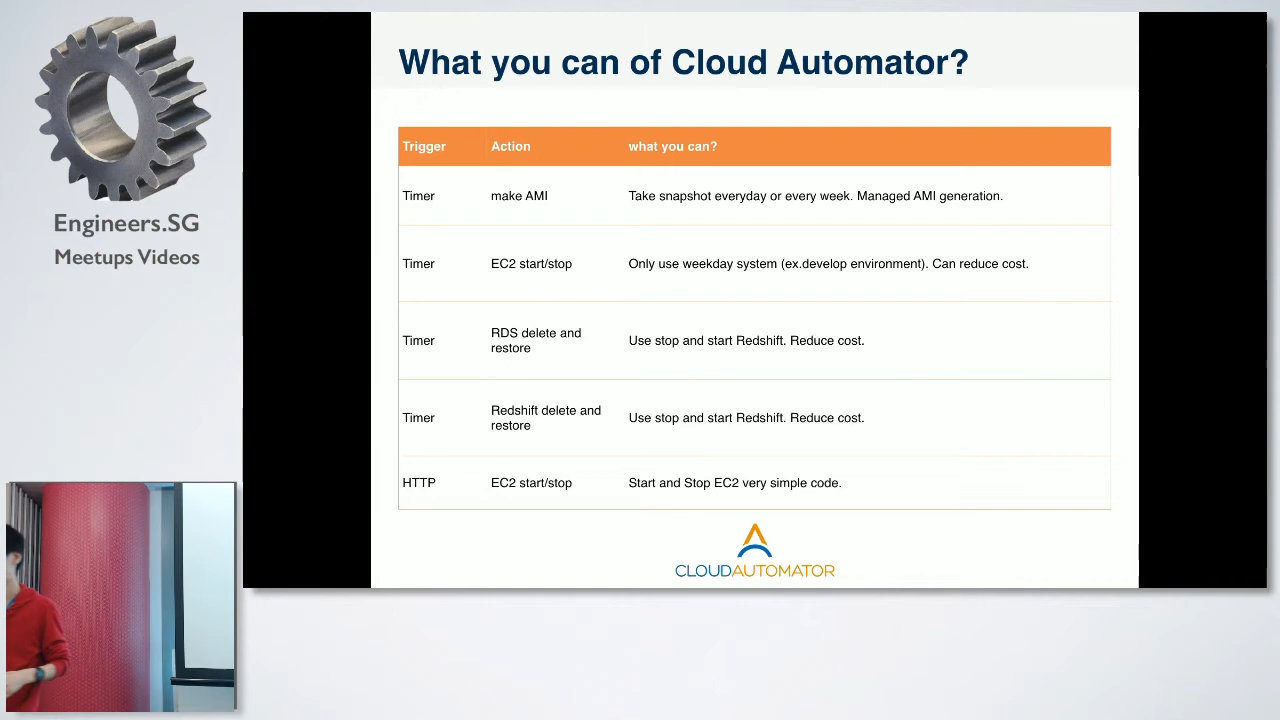 Engineers.SG
Meetups Videos
What you can of Cloud Automator?
Trigger Action what you can?
Timer make AMI Take snapshot everyday or every week. Managed AMI generation.
Timer EC2 start/stop Only use weekday system (ex.develop environment). Can reduce cost.
Timer RDS delete and restore Use stop and start Redshift. Reduce cost.
Timer Redshift delete and restore Use stop and start Redshift. Reduce cost.
HTTP EC2 start/stop Start and Stop EC2 very simple code.
CLOUDAUTOMATOR